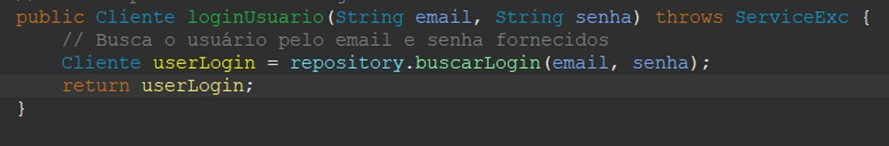 public Cliente loginUsuario(String email, String senha) throws ServiceExc {
// Busca o usuário pelo email e senha fornecidos
Cliente userLogin = repository.buscarLogin(email, senha);
return userLogin;
}